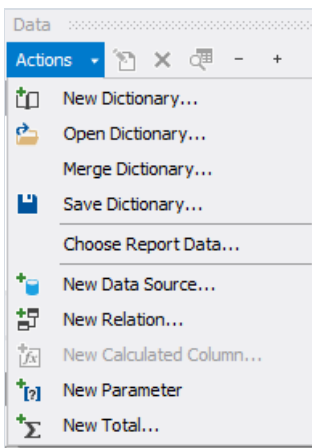 Data
Actions
New Dictionary...
Open Dictionary...
Merge Dictionary...
Save Dictionary...
Choose Report Data...
New Data Source...
New Relation...
New Calculated Column...
New Parameter
New Total...